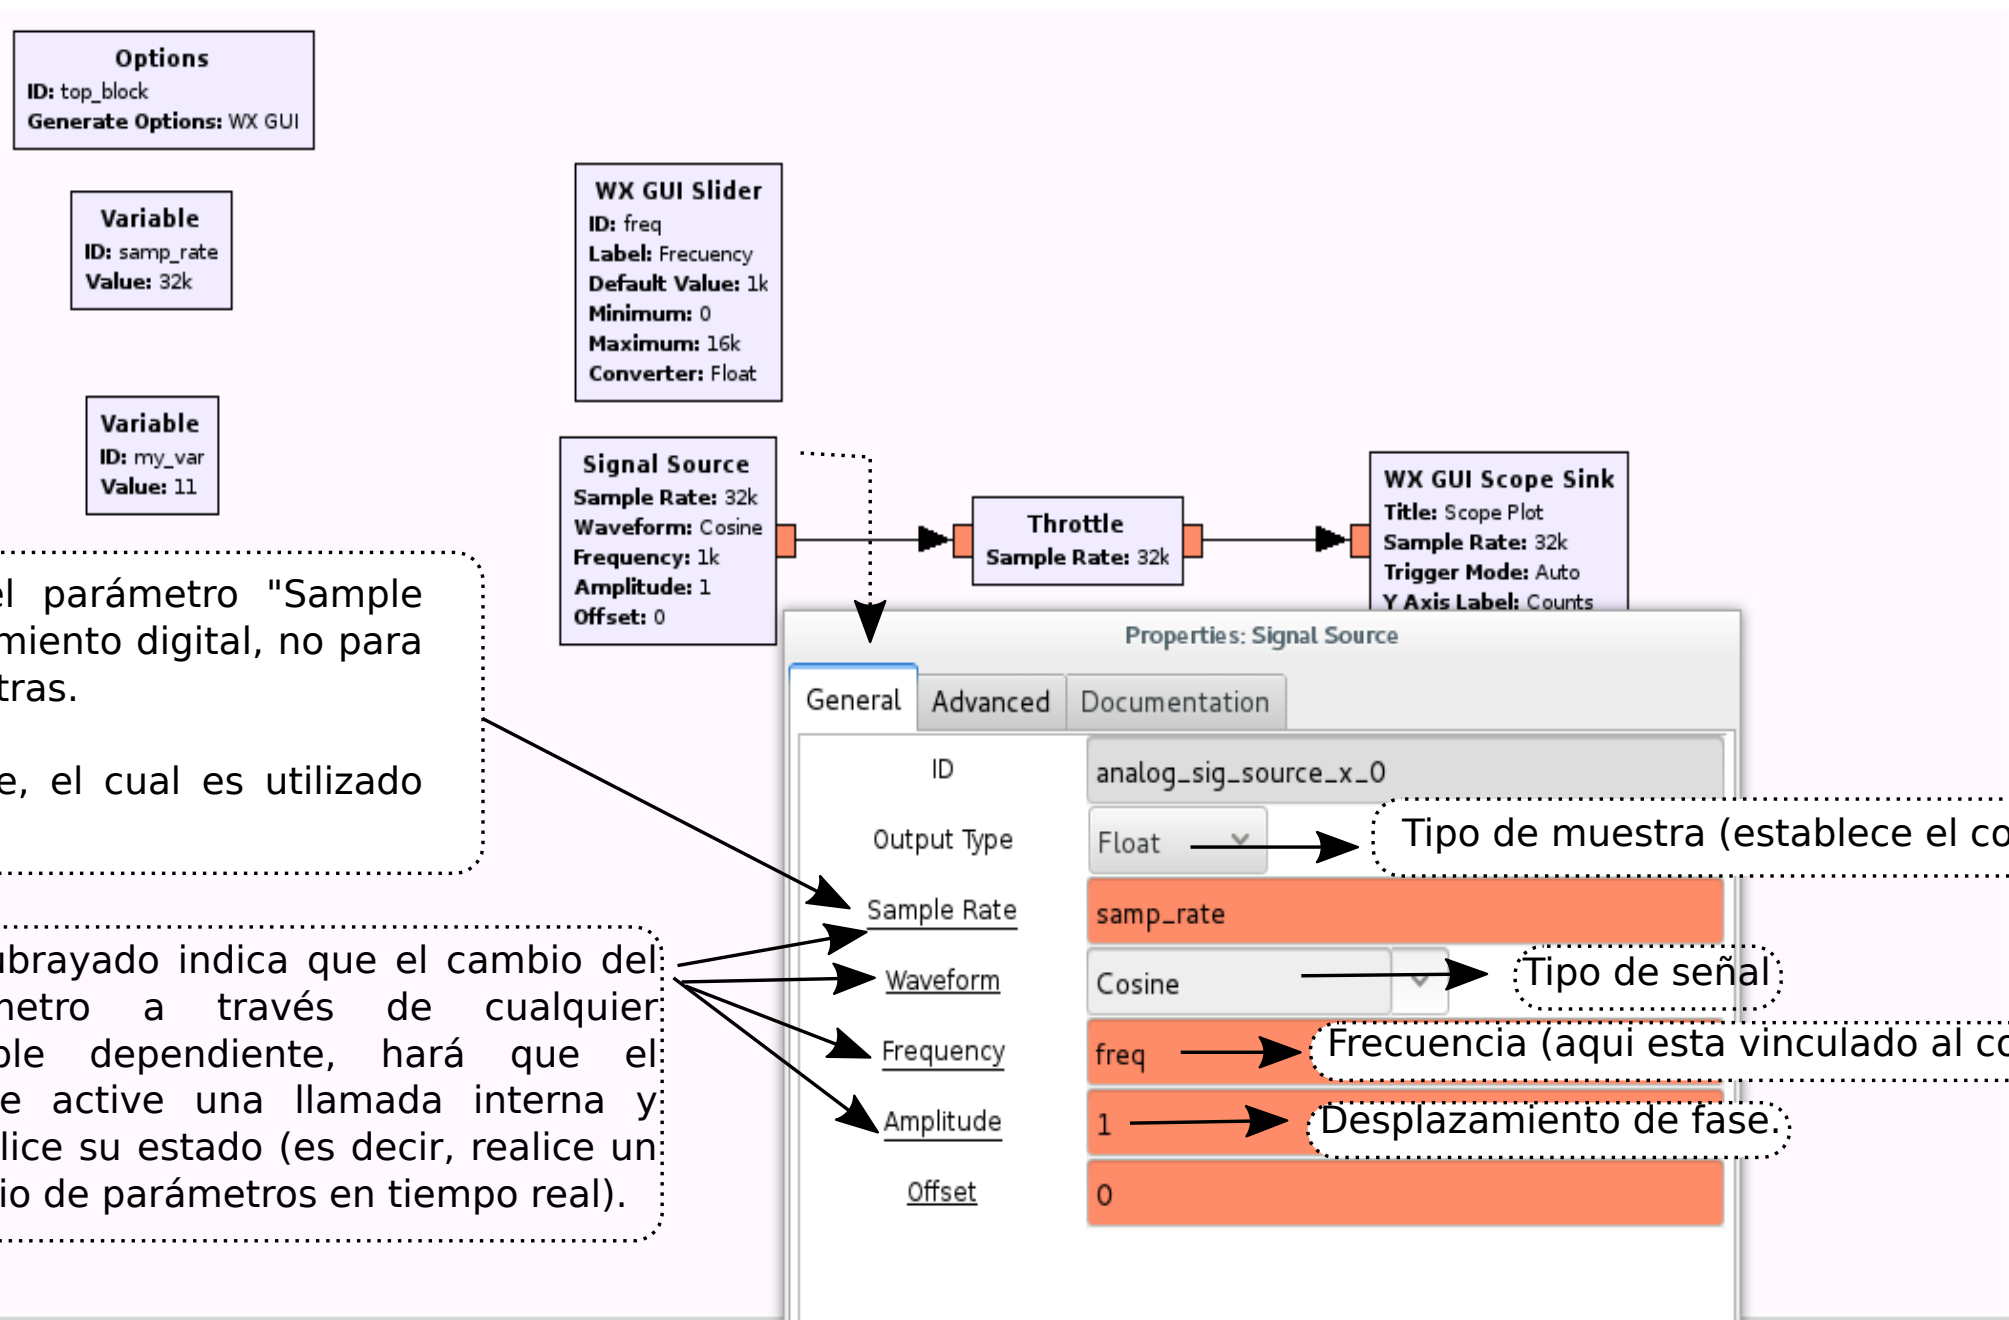 Options
ID: top_block
Generate Options: WX GUI
Variable
ID: samp_rate
Value: 32k
Variable
ID: my_var
Value: 11
WX GUI Slider
ID: freq
Label: Frecuency
Default Value: 1k
Minimum: 0
Maximum: 16k
Converter: Float
Signal Source
Sample Rate: 32k
Waveform: Cosine
Frequency: 1k
Amplitude: 1
Offset: 0
Throttle
Sample Rate: 32k
WX GUI Scope Sink
Title: Scope Plot
Sample Rate: 32k
Trigger Mode: Auto
Y Axis Label: Counts
parámetro "Sample
miento digital, no para
tras.
e, el cual es utilizado
ubrayado indica que el cambio del
metro a través de cualquier
ble dependiente, hará que el
e active una llamada interna y
lice su estado (es decir, realice un
io de parámetros en tiempo real).
Properties: Signal Source
General Advanced Documentation
ID analog_sig_source_x_0
Output Type Float Tipo de muestra (establece el co
Sample Rate samp_rate
Waveform Cosine Tipo de señal
Frequency freq Frecuencia (aqui esta vinculado al co
Amplitude 1 Desplazamiento de fase.
Offset 0